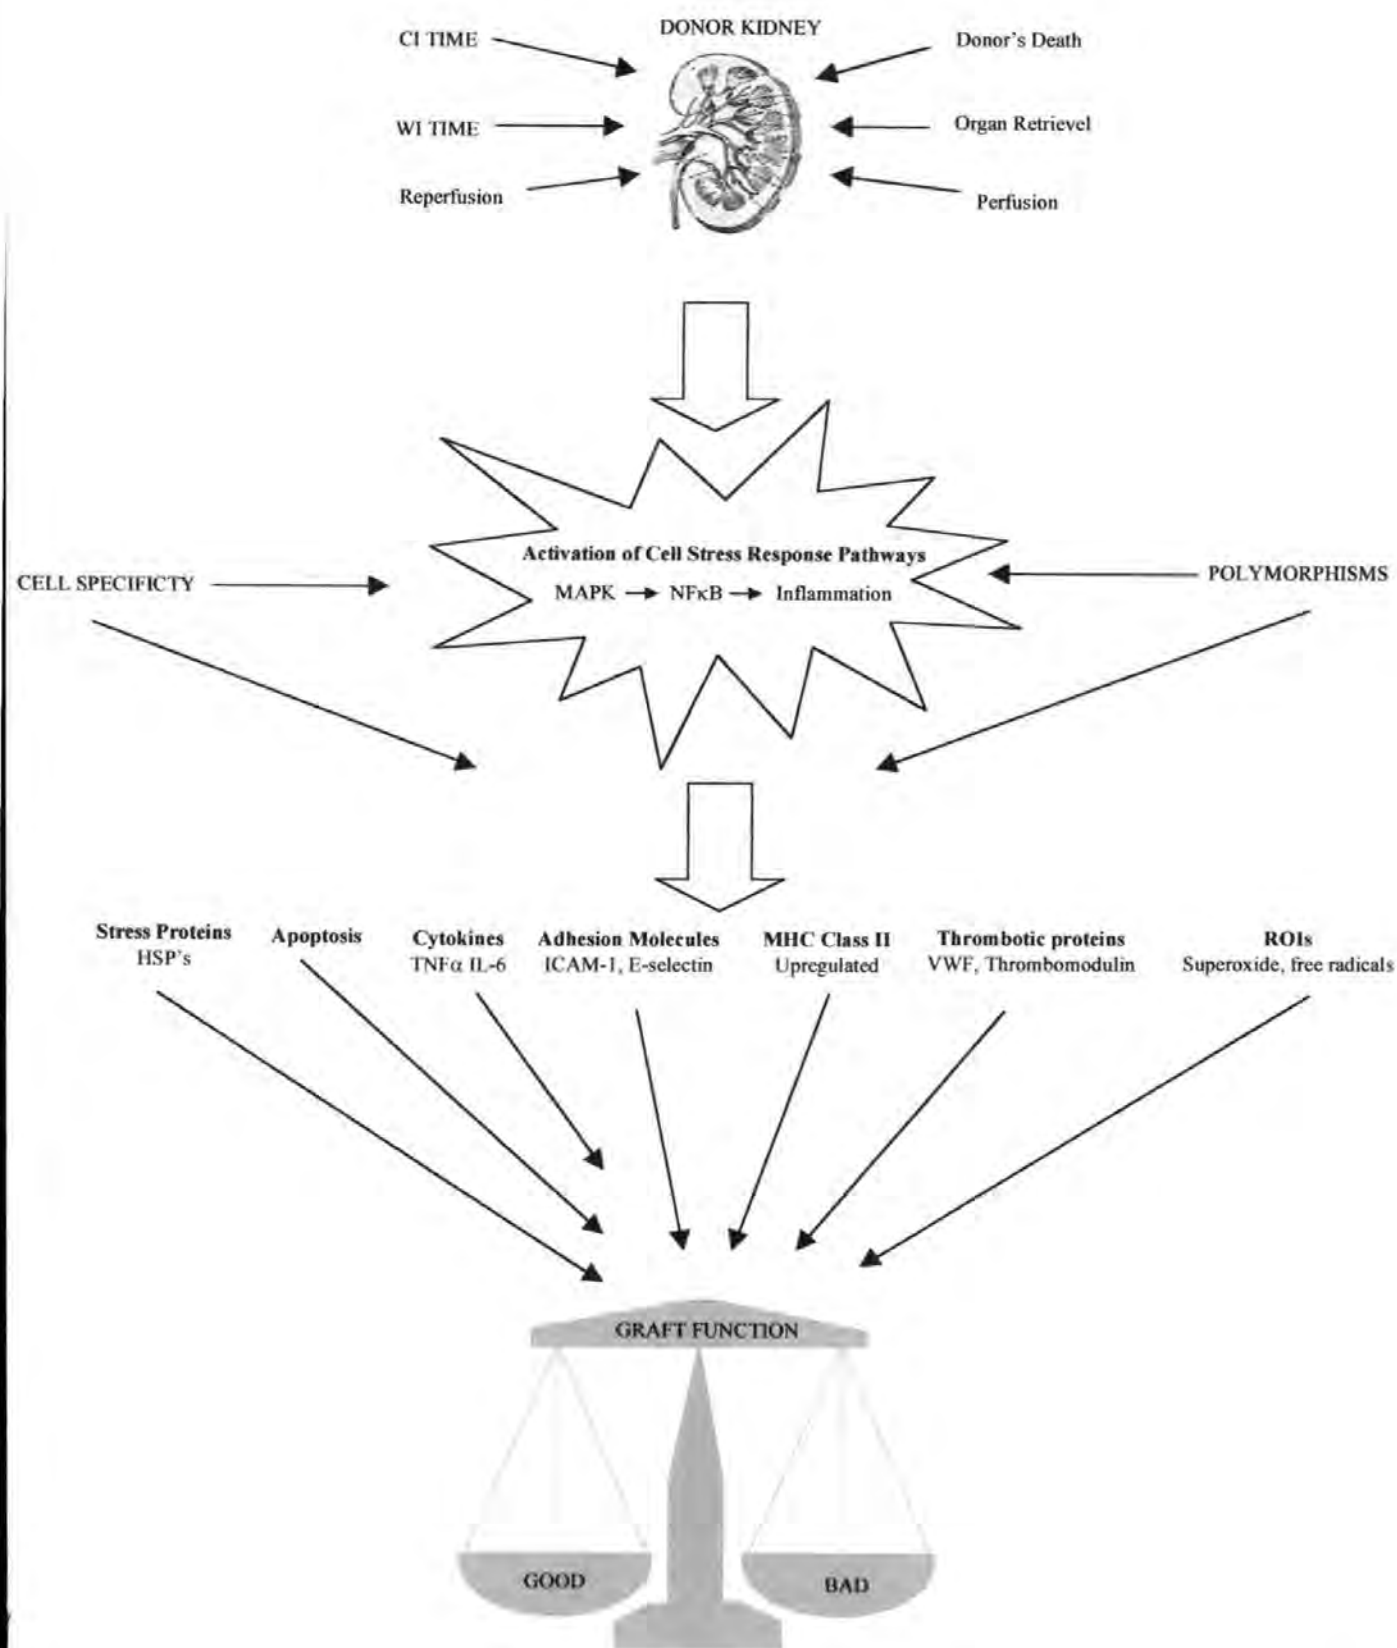 DONOR KIDNEY
CI TIME
Donor's Death
WI TIME
Organ Retrievel
Reperfusion
Perfusion
Activation of Cell Stress Response Pathways
MAPK → NFκB → Inflammation
CELL SPECIFICTY
POLYMORPHISMS
Stress Proteins
HSP's
Apoptosis
Cytokines
TNFα IL-6
Adhesion Molecules
ICAM-1, E-selectin
MHC Class II
Upregulated
Thrombotic proteins
VWF, Thrombomodulin
ROIs
Superoxide, free radicals
GRAFT FUNCTION
GOOD
BAD